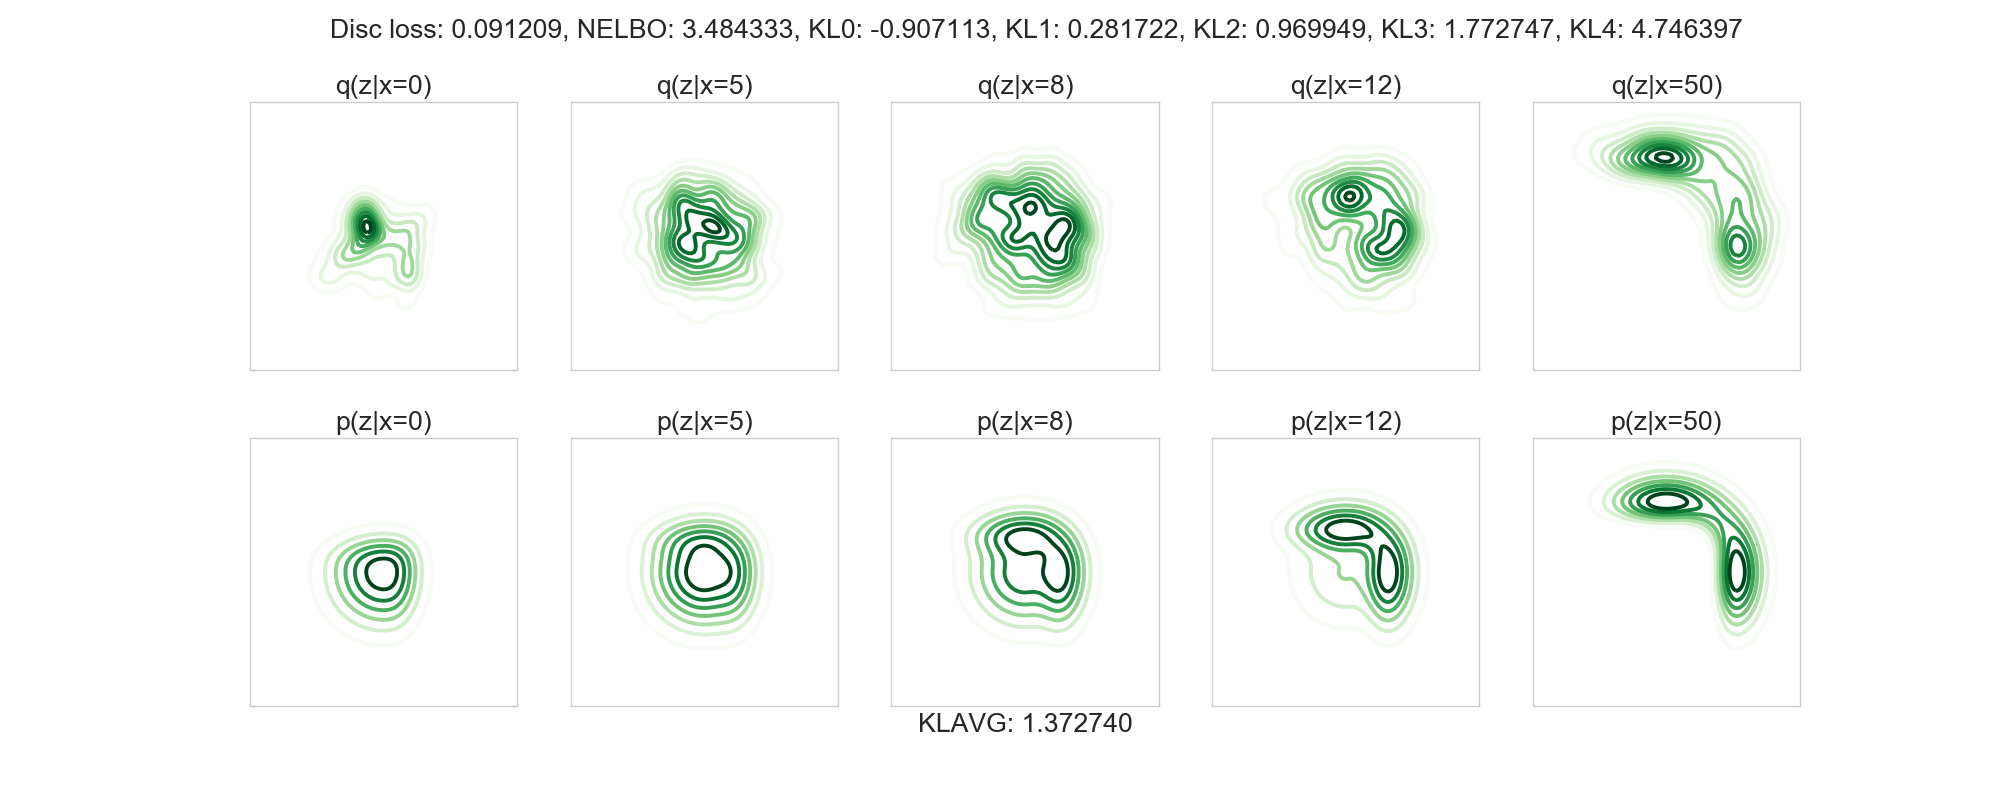 Disc loss: 0.091209, NELBO: 3.484333, KL0: -0.907113, KL1: 0.281722, KL2: 0.969949, KL3: 1.772747, KL4: 4.746397
q(z|x=0) q(z|x=5) q(z|x=8) q(z|x=12) q(z|x=50)
p(z|x=0) p(z|x=5) p(z|x=8) p(z|x=12) p(z|x=50)
KLAVG: 1.372740